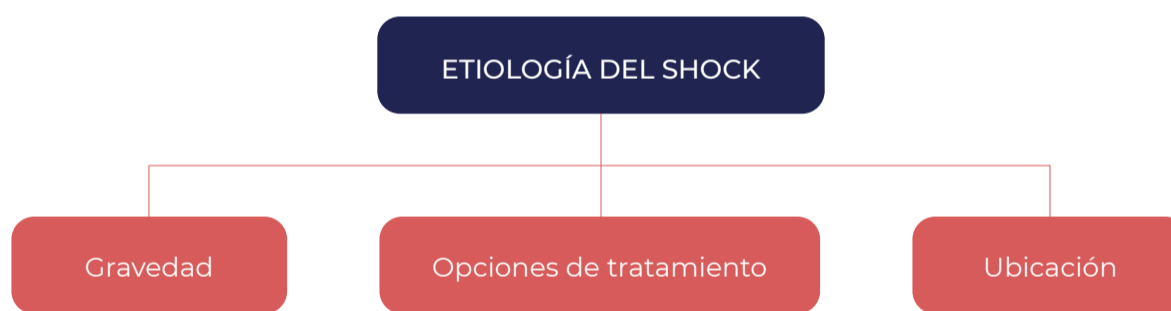 ETIOLOGÍA DEL SHOCK
Gravedad
Opciones de tratamiento
Ubicación